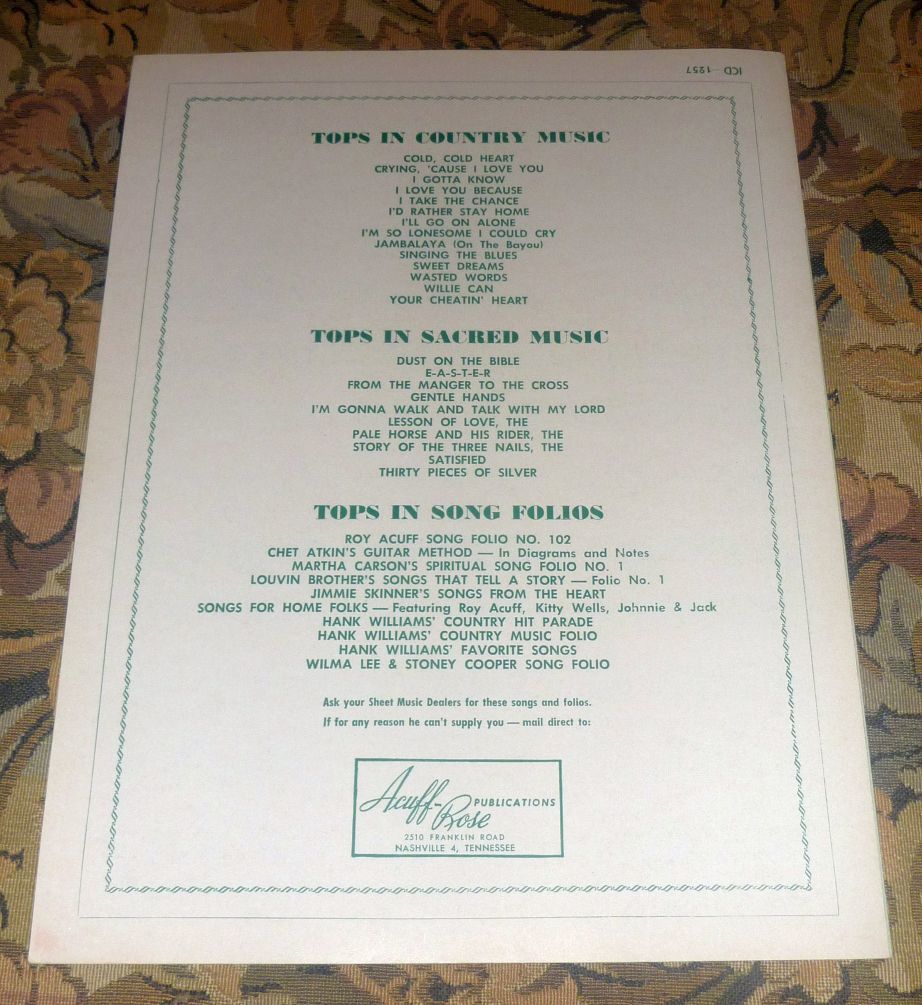 ICD 1257
TOPS IN COUNTRY MUSIC
COLD, COLD HEART
CRYING, 'CAUSE I LOVE YOU
I GOTTA KNOW
I LOVE YOU BECAUSE
I TAKE THE CHANCE
I'D RATHER STAY HOME
I'LL GO ON ALONE
I'M SO LONESOME I COULD CRY
JAMBALAYA (On The Bayou)
SINGING THE BLUES
SWEET DREAMS
WASTED WORDS
WILLIE CAN
YOUR CHEATIN' HEART
TOPS IN SACRED MUSIC
DUST ON THE BIBLE
E-A-S-T-E-R
FROM THE MANGER TO THE CROSS
GENTLE HANDS
I'M GONNA WALK AND TALK WITH MY LORD
LESSON OF LOVE, THE
PALE HORSE AND HIS RIDER, THE
STORY OF THE THREE NAILS, THE
SATISFIED
THIRTY PIECES OF SILVER
TOPS IN SONG FOLIOS
ROY ACUFF SONG FOLIO NO. 102
CHET ATKIN'S GUITAR METHOD — In Diagrams and Notes
MARTHA CARSON'S SPIRITUAL SONG FOLIO NO. 1
LOUVIN BROTHER'S SONGS THAT TELL A STORY — Folio No. 1
JIMMIE SKINNER'S SONGS FROM THE HEART
SONGS FOR HOME FOLKS — Featuring Roy Acuff, Kitty Wells, Johnnie & Jack
HANK WILLIAMS' COUNTRY HIT PARADE
HANK WILLIAMS' COUNTRY MUSIC FOLIO
HANK WILLIAMS' FAVORITE SONGS
WILMA LEE & STONEY COOPER SONG FOLIO
Ask your Sheet Music Dealers for these songs and folios.
If for any reason he can't supply you — mail direct to:
Acuff-Rose PUBLICATIONS
2510 FRANKLIN ROAD
NASHVILLE 4, TENNESSEE